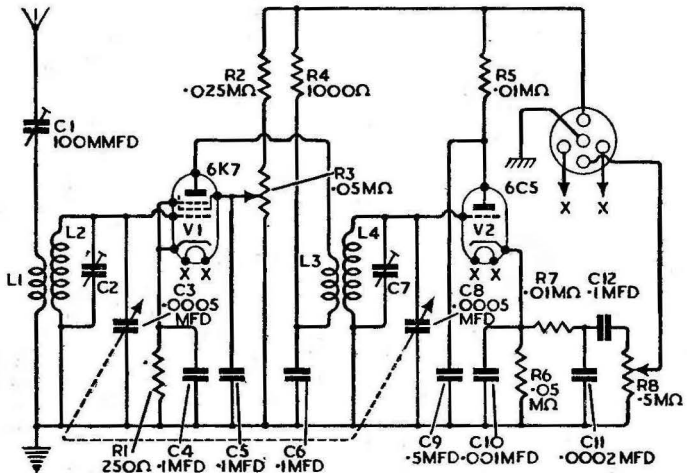 R2
.025MΩ
R4
1000Ω
R5
.01MΩ
C1
100MMFD
6K7
R3
.05MΩ
6C5
X X
L2
V1
L4
V2
L1
C2
X X
L3
C7
X X
C3
.0005
MFD
C8
.0005
MFD
R7
.01MΩ
C12
.1MFD
R6
.05
MΩ
R8
.5MΩ
R1
250Ω
C4
.1MFD
C5
.1MFD
C6
.1MFD
C9
.5MFD
C10
.001MFD
C11
.0002MFD